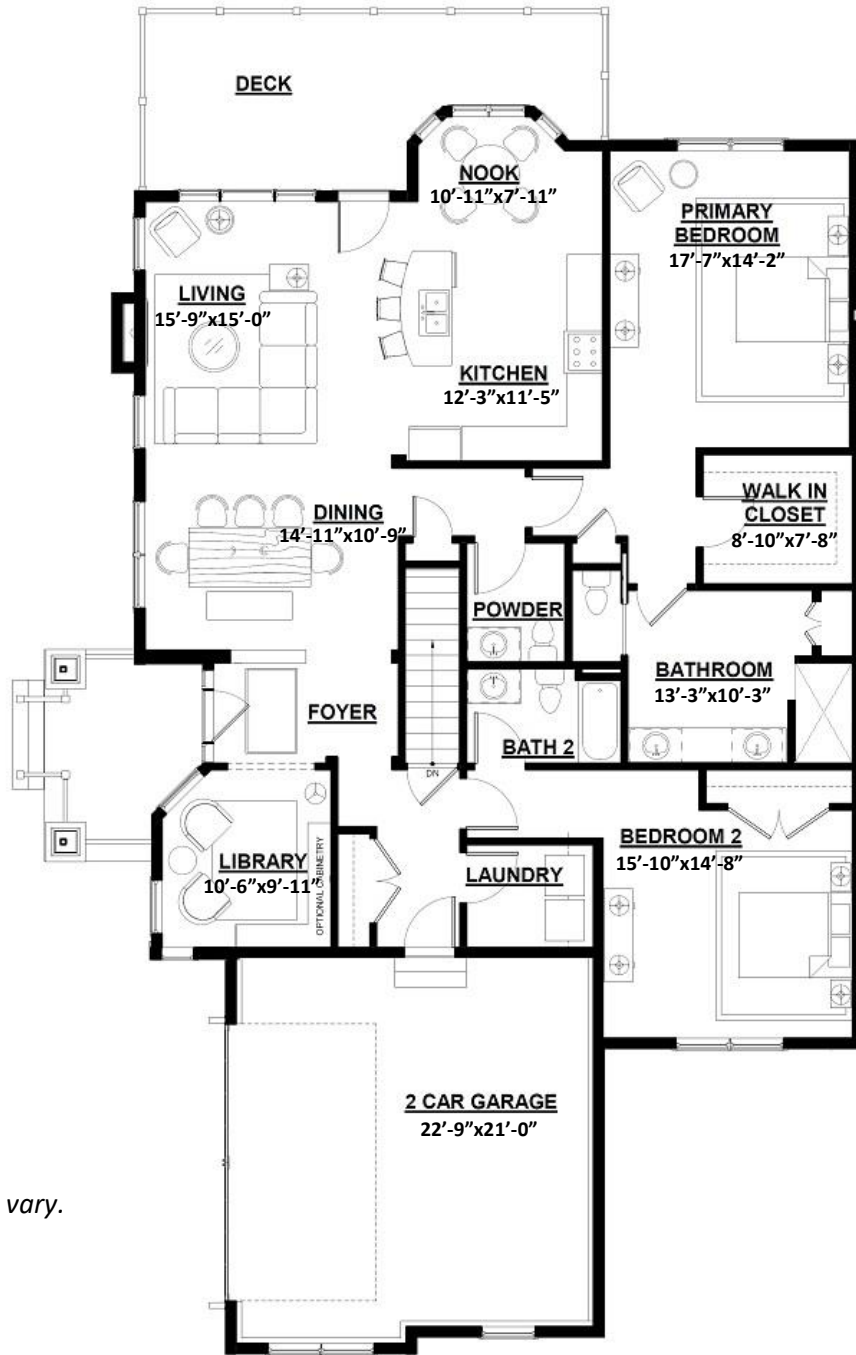 DECK
NOOK
10’-11”x7’-11”
PRIMARY
BEDROOM
17’-7”x14’-2”
LIVING
15’-9”x15’-0”
KITCHEN
12’-3”x11’-5”
WALK IN
CLOSET
8’-10”x7’-8”
DINING
14’-11”x10’-9”
POWDER
BATHROOM
13’-3”x10’-3”
FOYER
BATH 2
DN
BEDROOM 2
15’-10”x14’-8”
LIBRARY
10’-6”x9’-11”
OPTIONAL CABINETRY
LAUNDRY
2 CAR GARAGE
22’-9”x21’-0”
vary.